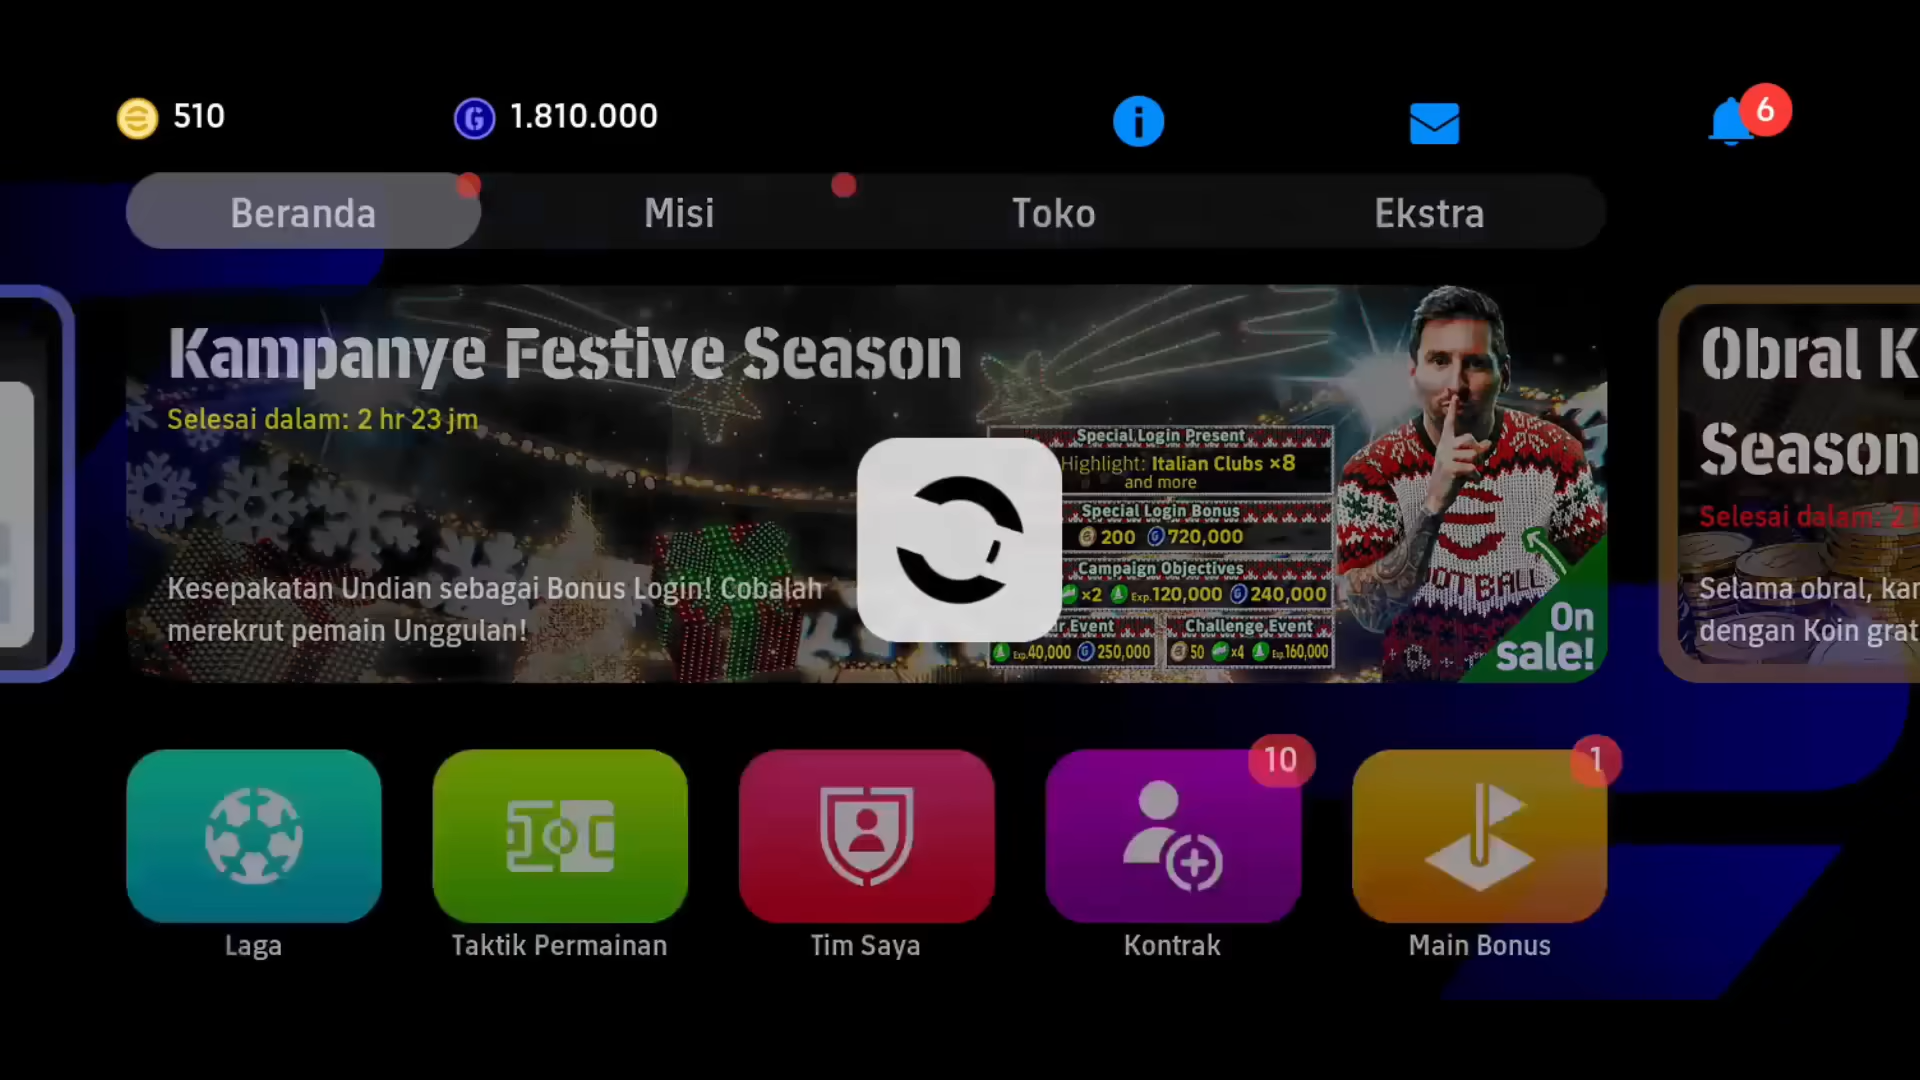 510
1.810.000
6
Beranda
Misi
Toko
Ekstra
Kampanye Festive Season
Selesai dalam: 2 hr 23 jm
Kesepakatan Undian sebagai Bonus Login! Cobalah
merekrut pemain Unggulan!
Special Login Present
Highlight: Italian Clubs ×8
and more
Special Login Bonus
200 720,000
Campaign Objectives
×2 Exp.120,000 240,000
Event
Exp.40,000 250,000
Challenge Event
50 ×4 Exp.160,000
On
sale!
Obral K
Season
Selesai dalam: 2
Selama obral, kar
dengan Koin grat
Laga
Taktik Permainan
Tim Saya
10
Kontrak
1
Main Bonus